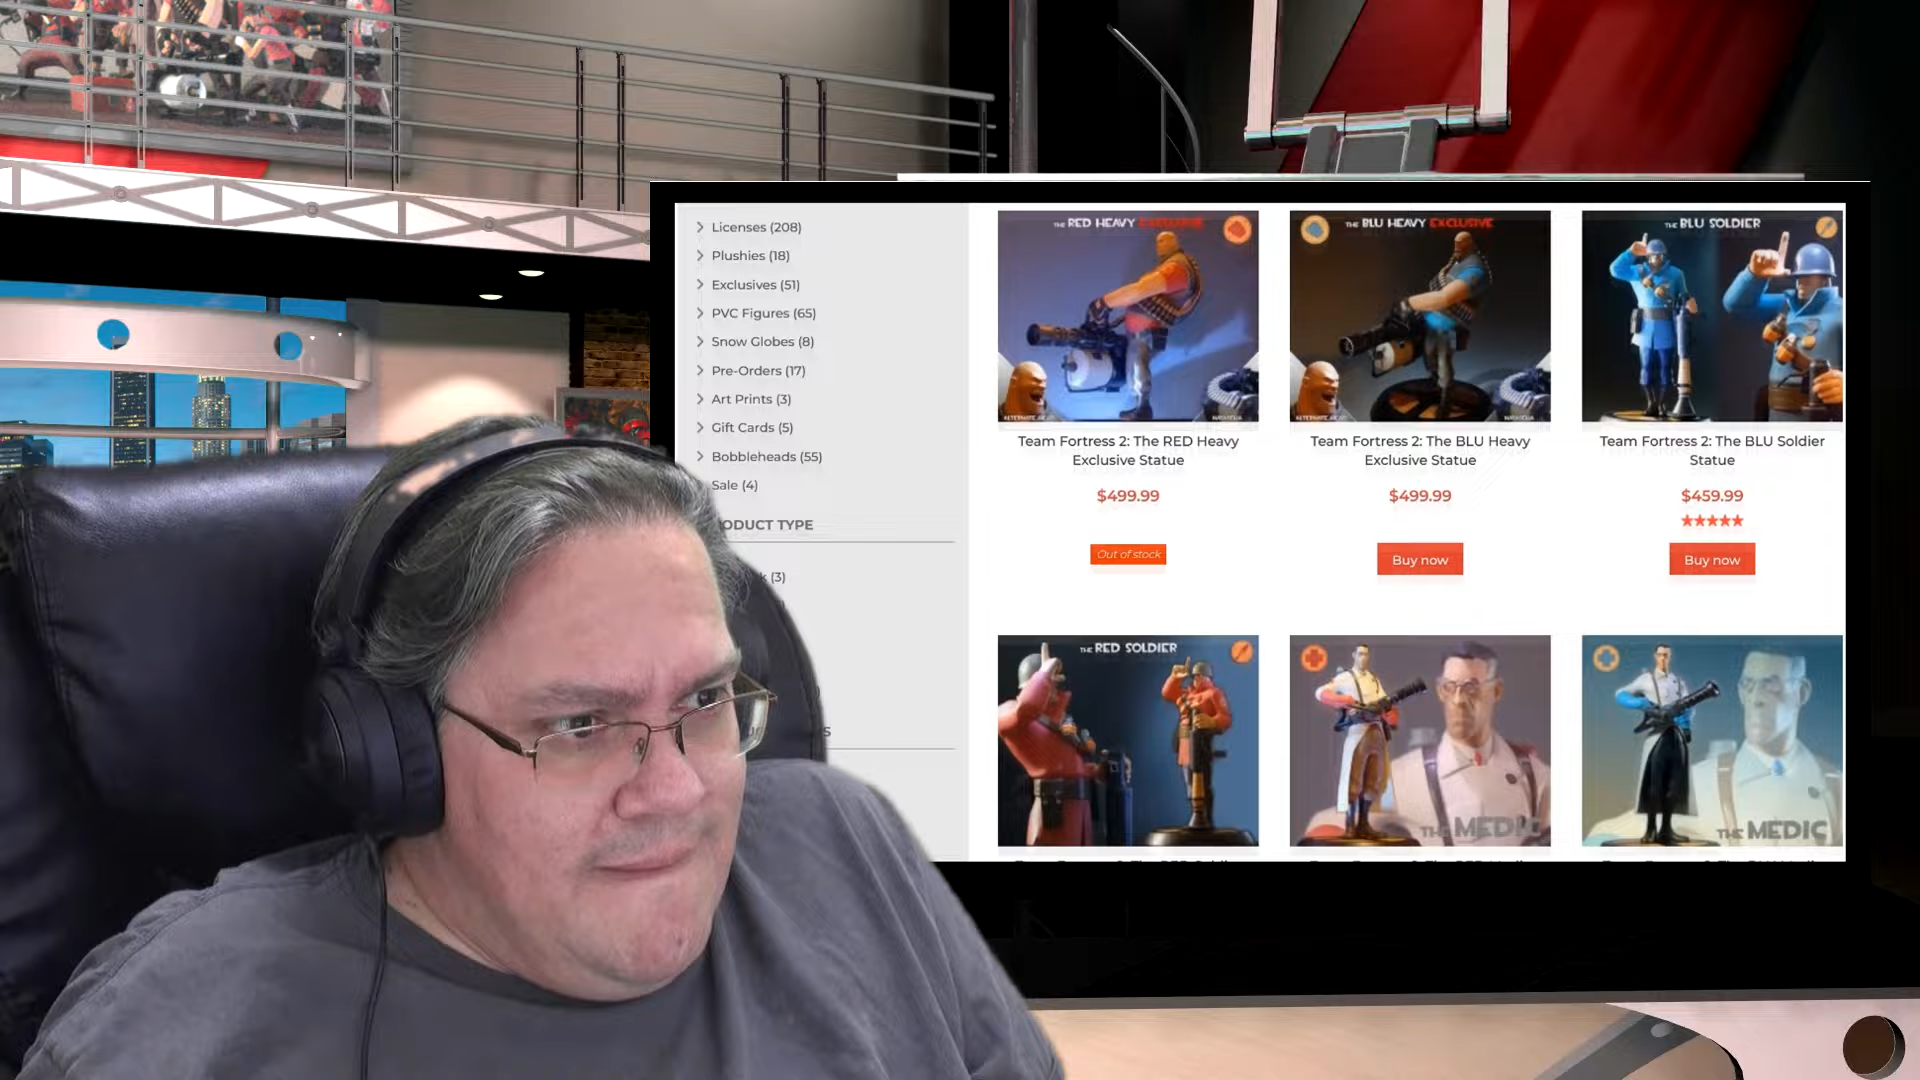 Licenses (208)
Plushies (18)
Exclusives (51)
PVC Figures (65)
Snow Globes (8)
Pre-Orders (17)
Art Prints (3)
Gift Cards (5)
Bobbleheads (55)
Sale (4)
ODUCT TYPE
k (3)
S
THE RED HEAVY EXCLUSIVE
Team Fortress 2: The RED Heavy
Exclusive Statue
$499.99
Out of stock
THE BLU HEAVY EXCLUSIVE
Team Fortress 2: The BLU Heavy
Exclusive Statue
$499.99
Buy now
THE BLU SOLDIER
Team Fortress 2: The BLU Soldier
Statue
$459.99
Buy now
THE RED SOLDIER
THE MEDIC
THE MEDIC